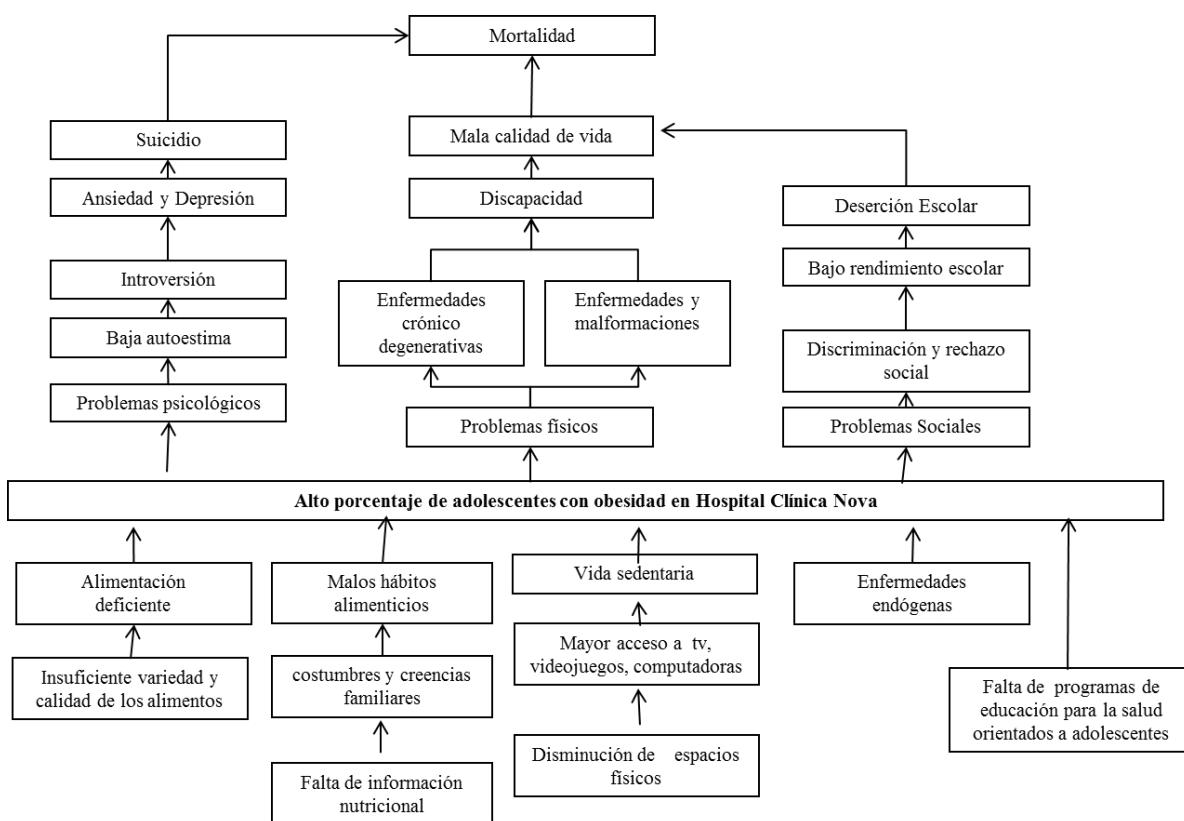 Mortalidad
Suicidio
Mala calidad de vida
Ansiedad y Depresión
Discapacidad
Deserción Escolar
Introversión
Enfermedades
crónico
degenerativas
Enfermedades y
malformaciones
Bajo rendimiento escolar
Baja autoestima
Discriminación y rechazo
social
Problemas psicológicos
Problemas físicos
Problemas Sociales
Alto porcentaje de adolescentes con obesidad en Hospital Clínica Nova
Alimentación
deficiente
Malos hábitos
alimenticios
Vida sedentaria
Enfermedades
endógenas
Insuficiente variedad y
calidad de los alimentos
costumbres y creencias
familiares
Mayor acceso a tv,
videojuegos, computadoras
Falta de programas de
educación para la salud
orientados a adolescentes
Falta de información
nutricional
Disminución de espacios
físicos